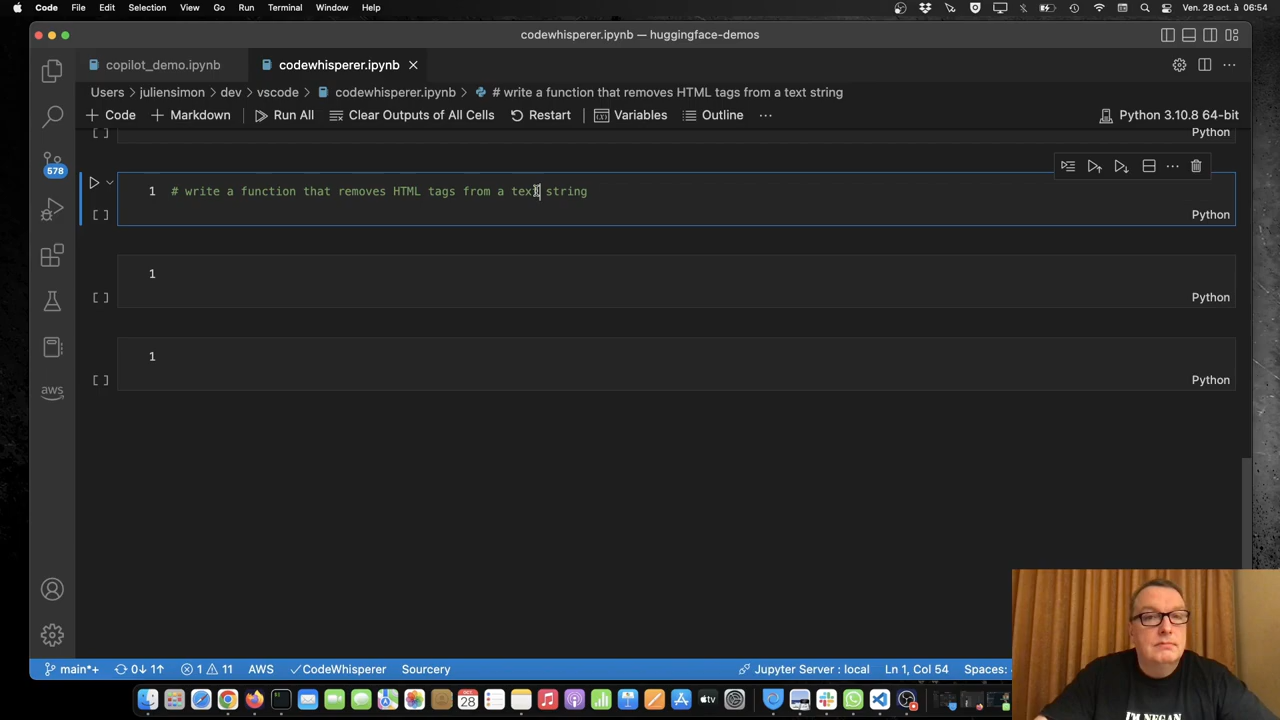 Code File Edit Selection View Go Run Terminal Window Help Ven. 28 oct. à 06:54
codewhisperer.ipynb — huggingface-demos
copilot_demo.ipynb codewhisperer.ipynb
Users > juliensimon > dev > vscode > codewhisperer.ipynb > # write a function that removes HTML tags from a text string
+ Code + Markdown Run All Clear Outputs of All Cells Restart Variables Outline ... Python 3.10.8 64-bit
[ ] Python
578
1 # write a function that removes HTML tags from a text string
[ ] Python
1
[ ] Python
1
[ ] Python
aws
main*+ 0↓ 1↑ 1 11 AWS CodeWhisperer Sourcery Jupyter Server : local Ln 1, Col 54 Spaces:
OCT
28
tv
I'M NEGAN